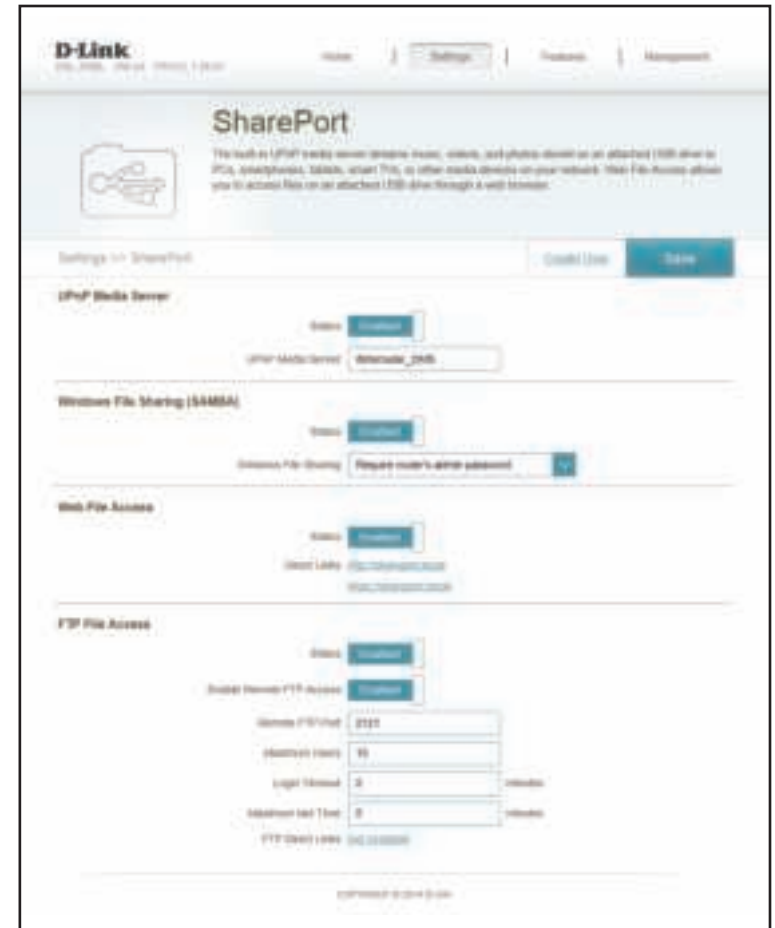 D-Link
Home | Settings | Features | Management
SharePort
The built-in UPnP media server streams music, videos, and photos stored on an attached USB drive to
PCs, smartphones, tablets, smart TVs, or other media devices on your network. Web File Access allows
you to access files on an attached USB drive through a web browser.
Settings >> SharePort
Create User
Save
UPnP Media Server
Status Enabled
UPnP Media Server
Windows File Sharing (SAMBA)
Status Enabled
Windows File Sharing Require router's admin password
Web File Access
Status Enabled
Direct Links
FTP File Access
Status Enabled
Enable Remote FTP Access Enabled
Remote FTP Port
Maximum Users 10
Login Timeout minutes
Maximum Idle Time minutes
FTP Direct Links
COPYRIGHT © 2014 D-Link